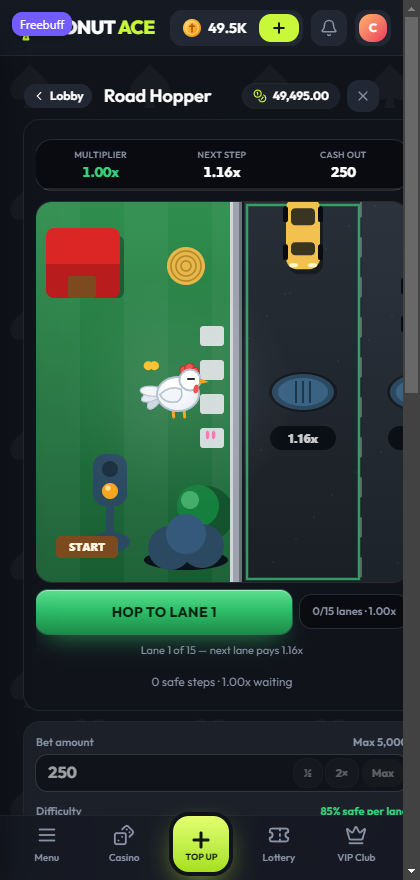 Freebuff
ONUT ACE
49.5K
+
C
Lobby
Road Hopper
49,495.00
MULTIPLIER
NEXT STEP
CASH OUT
1.00x
1.16x
250
1.16x
START
HOP TO LANE 1
0/15 lanes · 1.00x
Lane 1 of 15 — next lane pays 1.16x
0 safe steps · 1.00x waiting
Bet amount
Max 5,000
250
½
2×
Max
Difficulty
85% safe per lane
Menu
Casino
TOP UP
Lottery
VIP Club